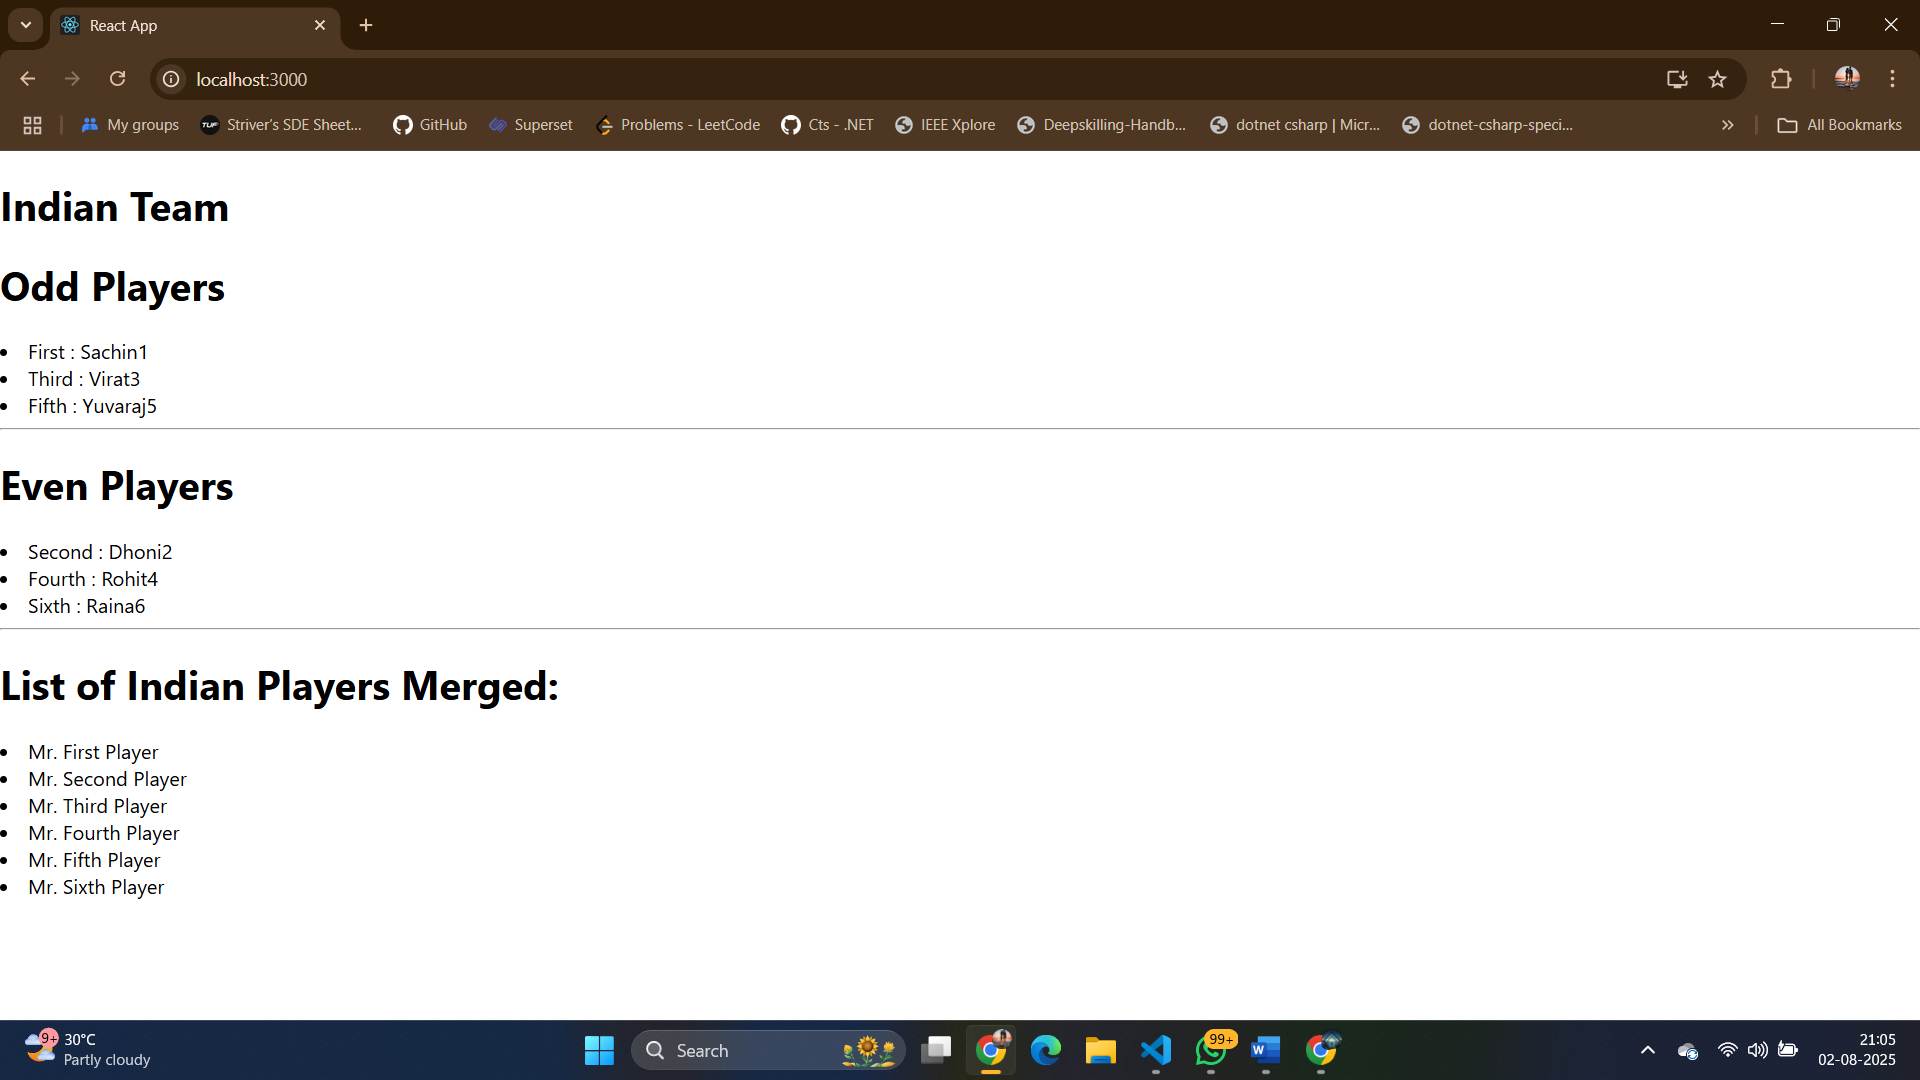 React App
localhost:3000
My groups TUF Striver's SDE Sheet... GitHub Superset Problems - LeetCode Cts - .NET IEEE Xplore Deepskilling-Handb... dotnet csharp | Micr... dotnet-csharp-speci... All Bookmarks
Indian Team
Odd Players
First : Sachin1
Third : Virat3
Fifth : Yuvaraj5
Even Players
Second : Dhoni2
Fourth : Rohit4
Sixth : Raina6
List of Indian Players Merged:
Mr. First Player
Mr. Second Player
Mr. Third Player
Mr. Fourth Player
Mr. Fifth Player
Mr. Sixth Player
9+ 30°C
Partly cloudy
Search
99+
W
21:05
02-08-2025